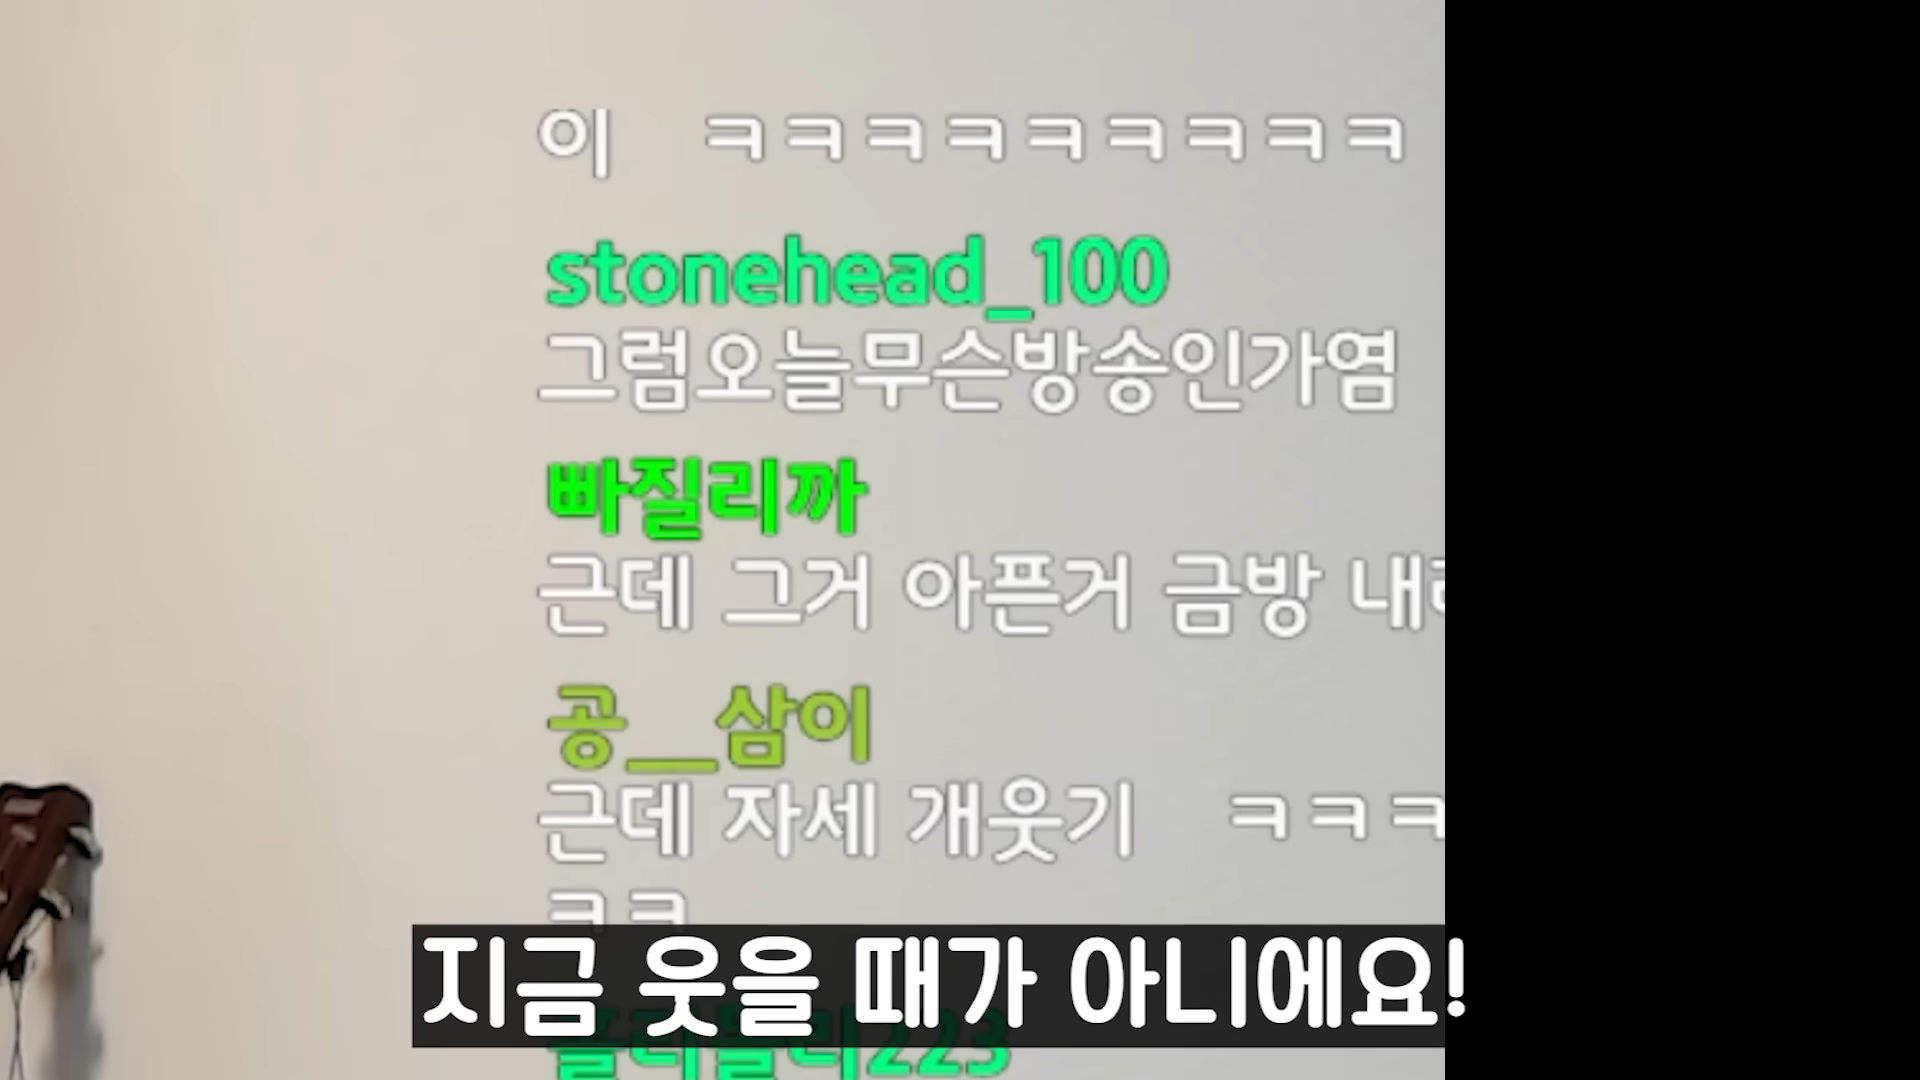 이 ㅋㅋㅋㅋㅋㅋㅋㅋㅋ
stonehead_100
그럼오늘무슨방송인가염
빠질리까
근데 그거 아픈거 금방
공__삼이
근데 자세 개웃기 ㅋㅋㅋ
ㅋㅋ
지금 웃을 때가 아니에요!